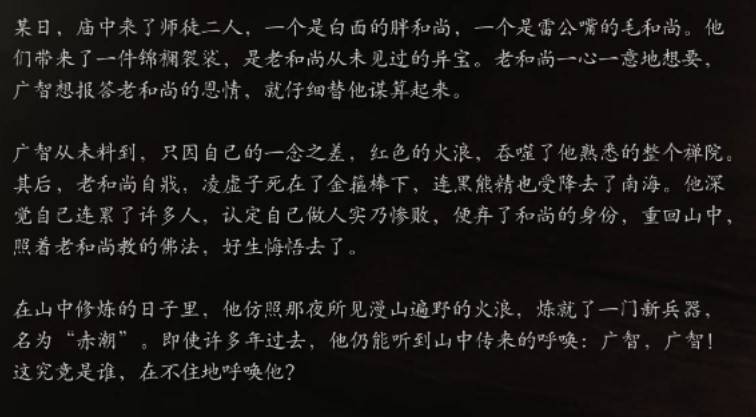 某日，庙中来了师徒二人，一个是白面的胖和尚，一个是雷公嘴的毛和尚。他
们带来了一件锦襕袈裟，是老和尚从未见过的异宝。老和尚一心一意地想要，
广智想报答老和尚的恩情，就仔细替他谋算起来。
广智从未料到，只因自己的一念之差，红色的火浪，吞噬了他熟悉的整个禅院。
其后，老和尚自戕，凌虚子死在了金箍棒下，连黑熊精也受降去了南海。他深
觉自己连累了许多人，认定自己做人实乃惨败，便弃了和尚的身份，重回山中，
照着老和尚教的佛法，好生悔悟去了。
在山中修炼的日子里，他仿照那夜所见漫山遍野的火浪，炼就了一门新兵器，
名为“赤潮”。即使许多年过去，他仍能听到山中传来的呼唤：广智，广智！
这究竟是谁，在不住地呼唤他？